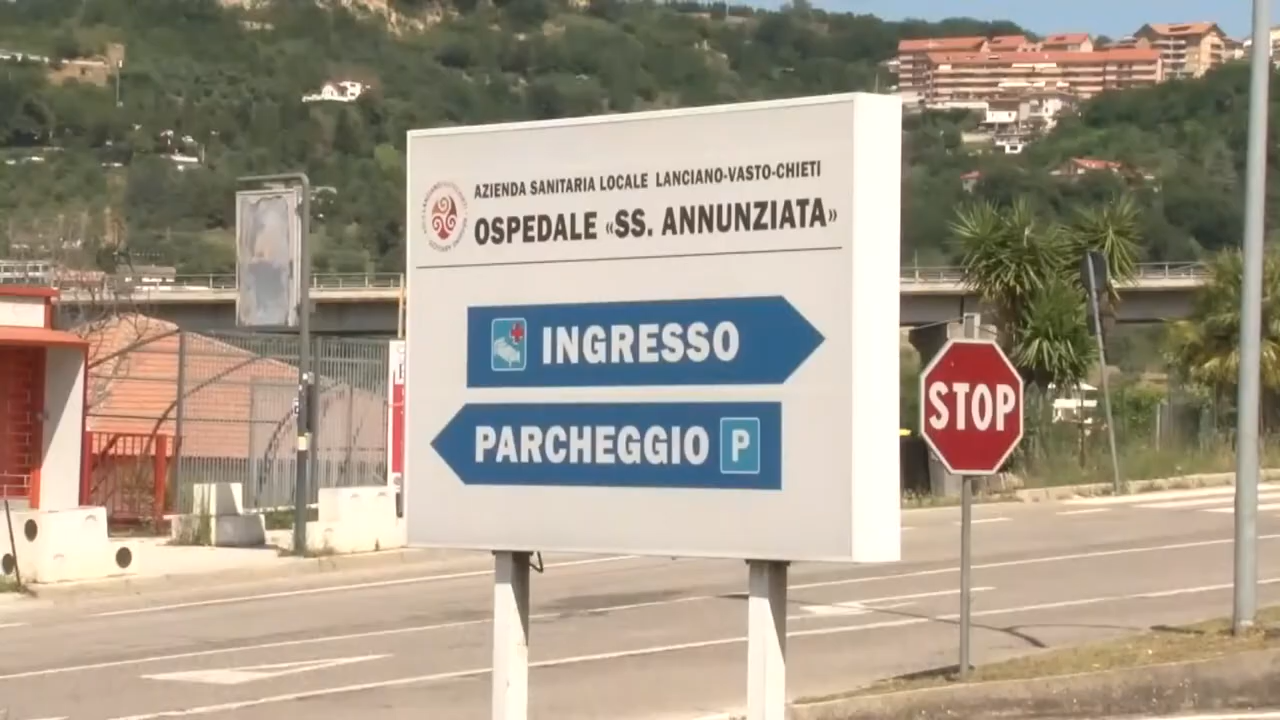 AZIENDA SANITARIA LOCALE LANCIANO-VASTO-CHIETI
OSPEDALE «SS. ANNUNZIATA»
INGRESSO
PARCHEGGIO P
STOP